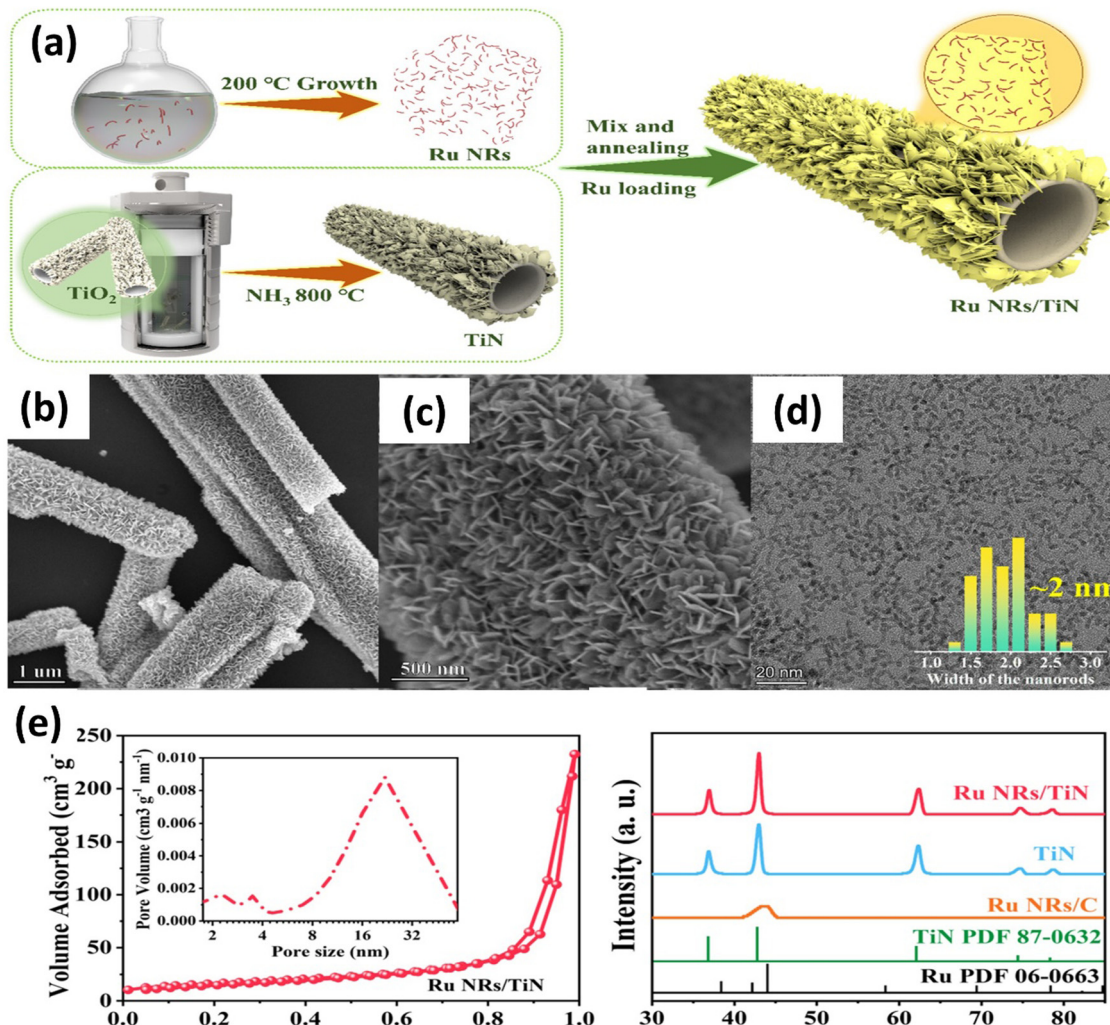 (a)
200 °C Growth
Ru NRs
TiO2
NH3 800 °C
TiN
Mix and
annealing
Ru loading
Ru NRs/TiN
(b)
1 um
(c)
500 nm
(d)
~2 nm
1.0 1.5 2.0 2.5 3.0
Width of the nanorods
20 nm
(e)
Volume Adsorbed (cm3 g-
250
200
150
100
50
0
0.0 0.2 0.4 0.6 0.8 1.0
Pore Volume (cm3 g-1 nm-1)
0.010
0.008
0.006
0.004
0.002
0.000
2 4 8 16 32
Pore size (nm)
Ru NRs/TiN
Intensity (a. u.)
Ru NRs/TiN
TiN
Ru NRs/C
TiN PDF 87-0632
Ru PDF 06-0663
30 40 50 60 70 80